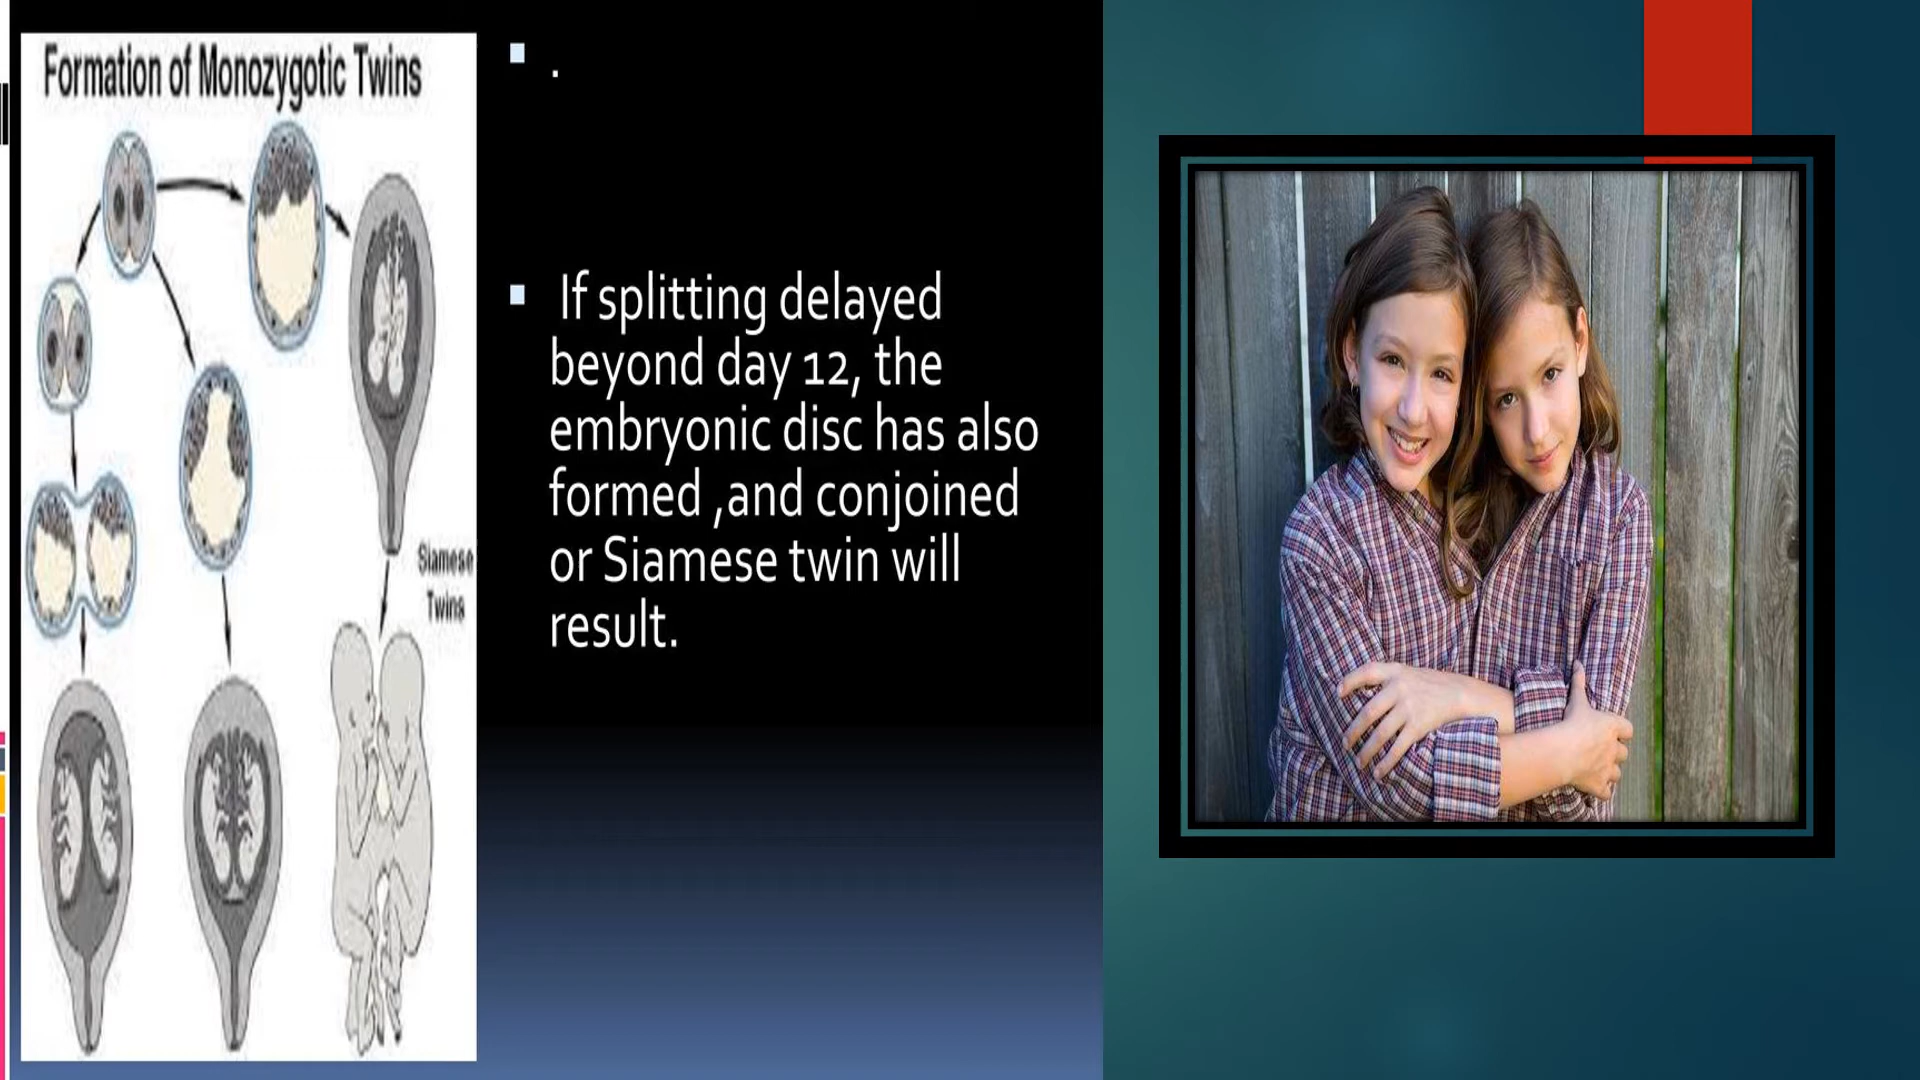 Formation of Monozygotic Twins
Siamese
Twins
▪ .
▪ If splitting delayed
beyond day 12, the
embryonic disc has also
formed ,and conjoined
or Siamese twin will
result.